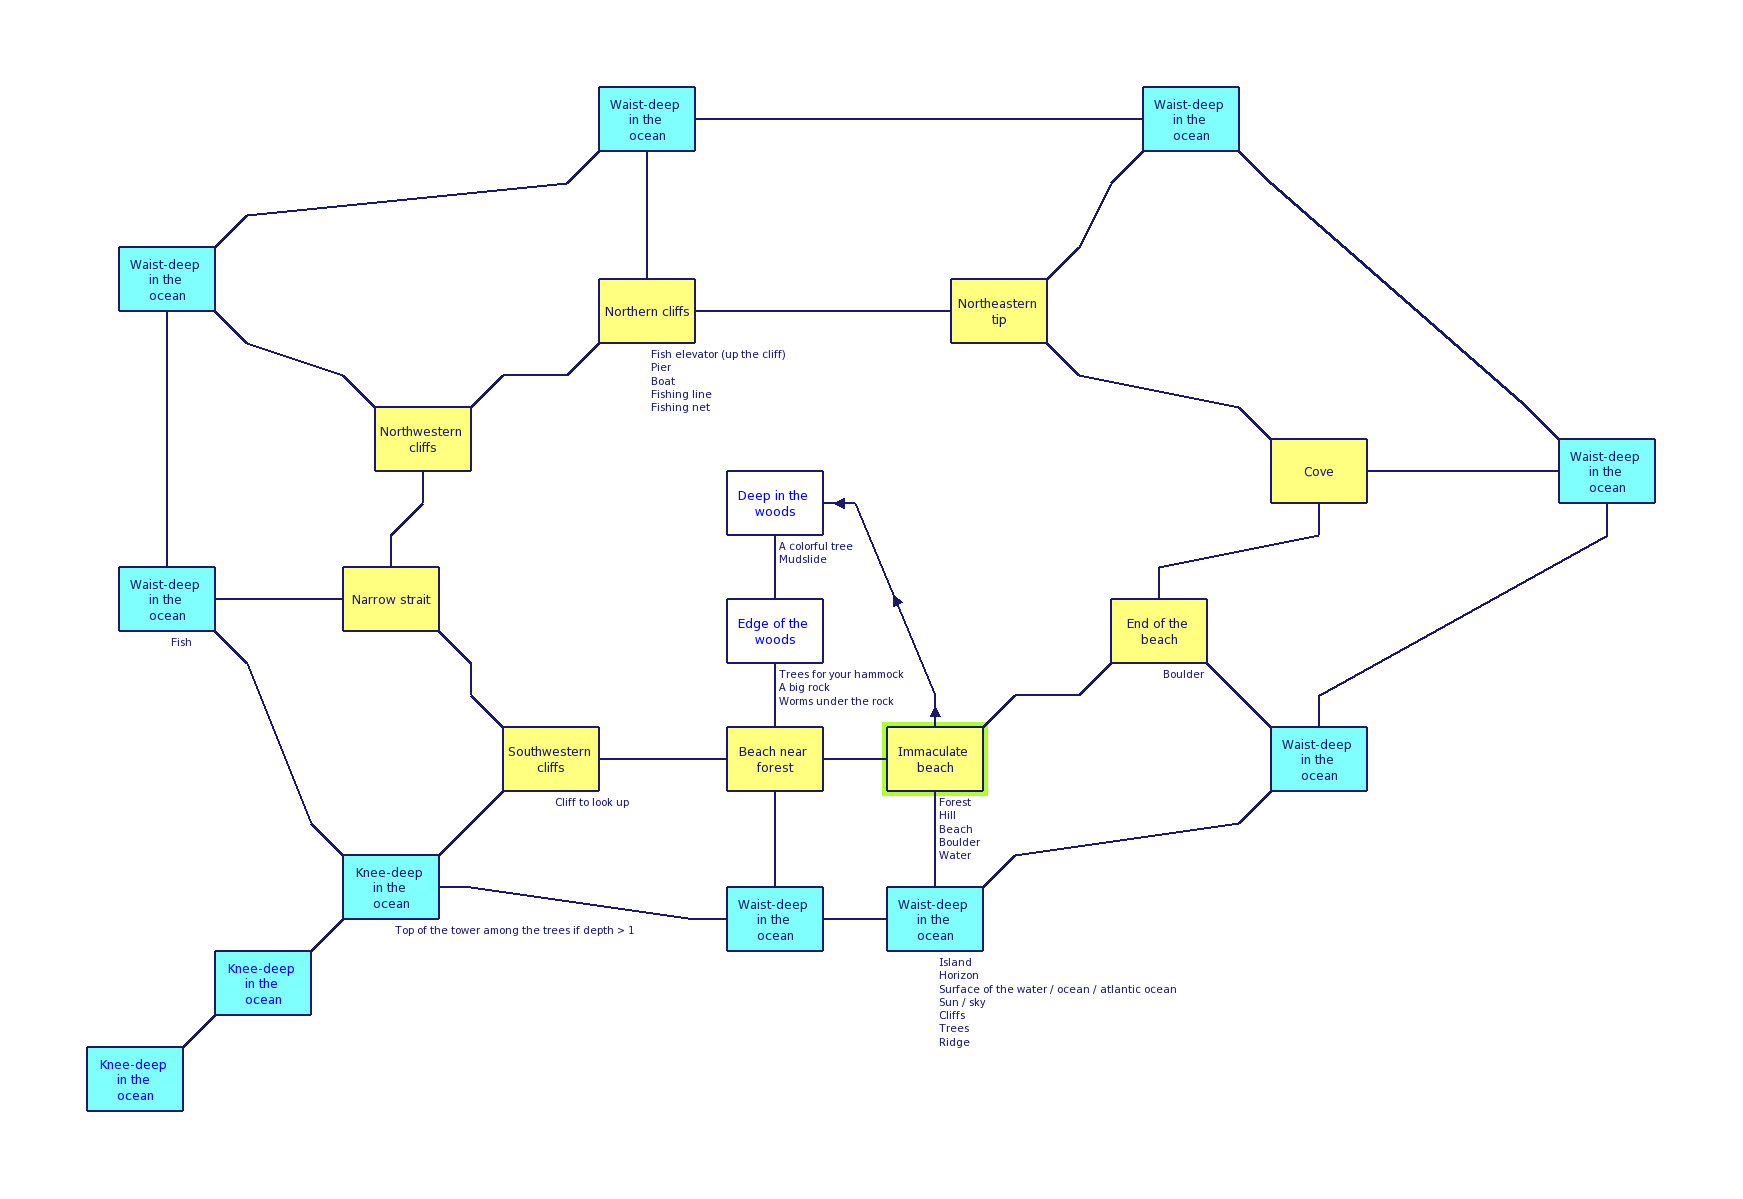 Waist-deep
in the
ocean
Waist-deep
in the
ocean
Waist-deep
in the
ocean
Northern cliffs
Northeastern
tip
Fish elevator (up the cliff)
Pier
Boat
Fishing line
Fishing net
Northwestern
cliffs
Cove
Waist-deep
in the
ocean
Deep in the
woods
A colorful tree
Mudslide
Waist-deep
in the
ocean
Fish
Narrow strait
Edge of the
woods
Trees for your hammock
A big rock
Worms under the rock
End of the
beach
Boulder
Southwestern
cliffs
Cliff to look up
Beach near
forest
Immaculate
beach
Forest
Hill
Beach
Boulder
Water
Waist-deep
in the
ocean
Knee-deep
in the
ocean
Top of the tower among the trees if depth > 1
Waist-deep
in the
ocean
Waist-deep
in the
ocean
Island
Horizon
Surface of the water / ocean / atlantic ocean
Sun / sky
Cliffs
Trees
Ridge
Knee-deep
in the
ocean
Knee-deep
in the
ocean